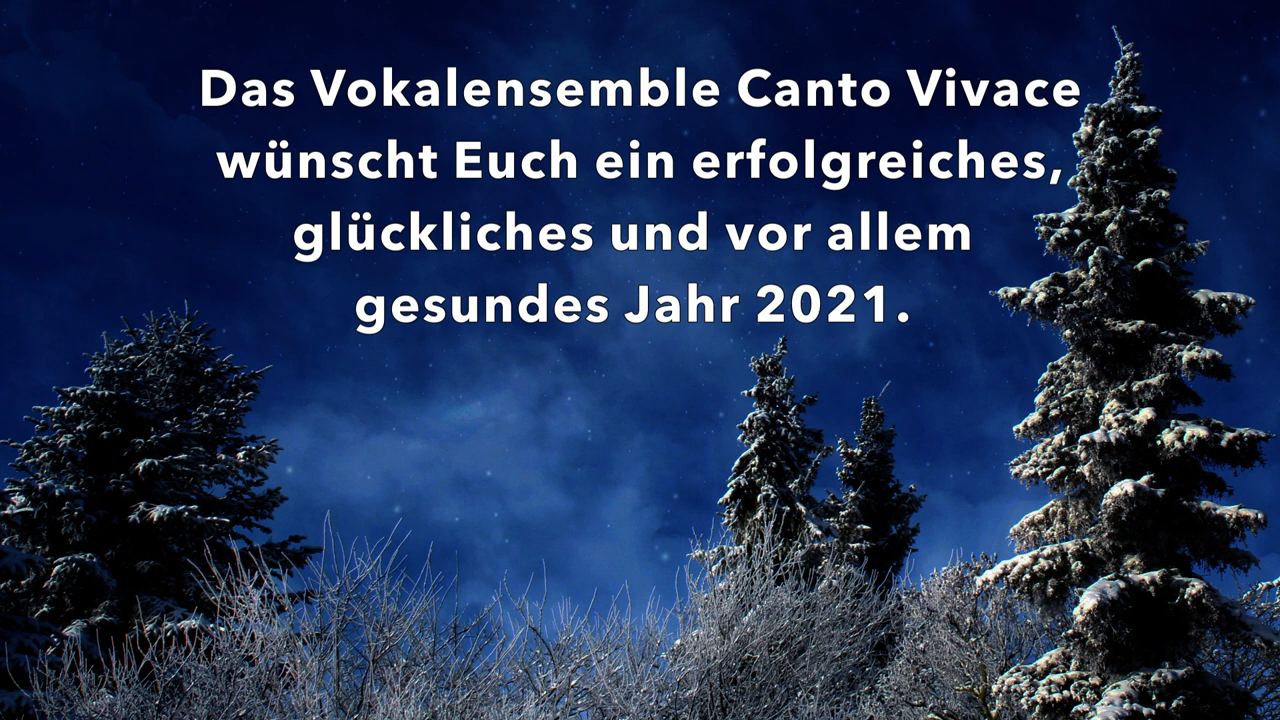 Das Vokalensemble Canto Vivace
wünscht Euch ein erfolgreiches,
glückliches und vor allem
gesundes Jahr 2021.